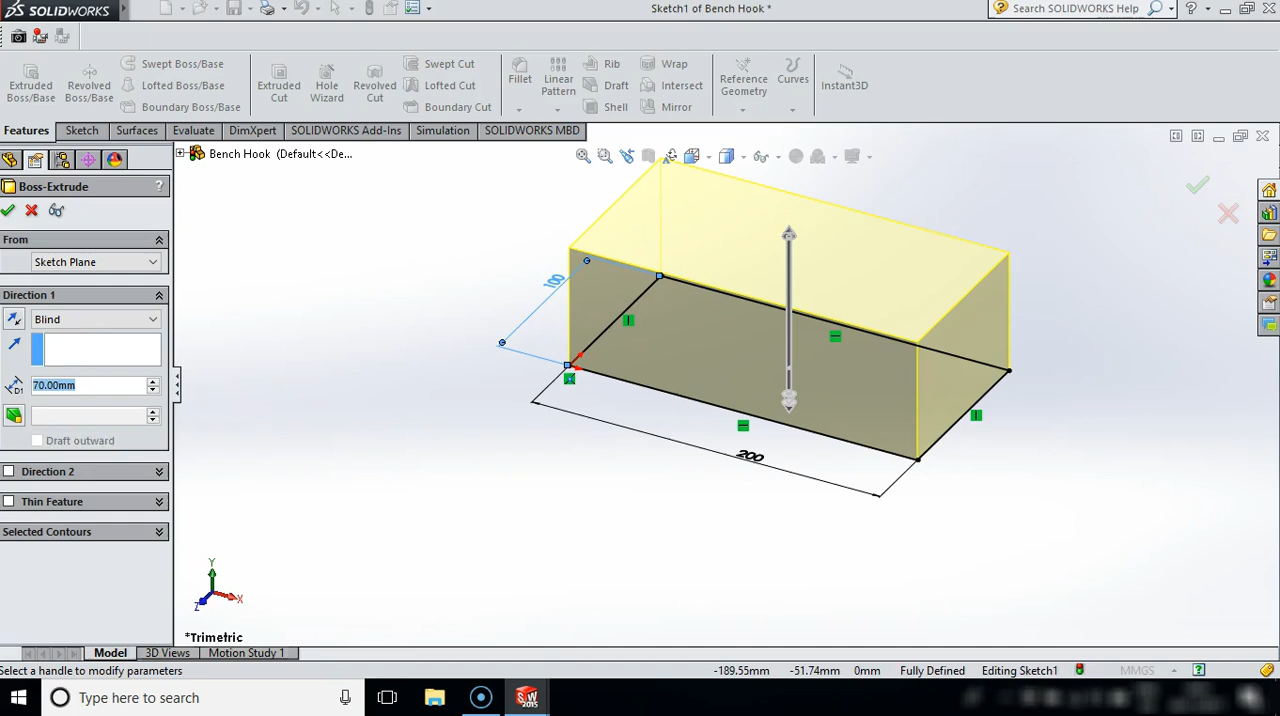 SOLIDWORKS
Sketch1 of Bench Hook *
Search SOLIDWORKS Help
Extruded Boss/Base
Revolved Boss/Base
Swept Boss/Base
Lofted Boss/Base
Boundary Boss/Base
Extruded Cut
Hole Wizard
Revolved Cut
Swept Cut
Lofted Cut
Boundary Cut
Fillet
Linear Pattern
Rib
Draft
Shell
Wrap
Intersect
Mirror
Reference Geometry
Curves
Instant3D
Features
Sketch
Surfaces
Evaluate
DimXpert
SOLIDWORKS Add-Ins
Simulation
SOLIDWORKS MBD
Bench Hook (Default<<De...
Boss-Extrude
?
From
Sketch Plane
Direction 1
Blind
D1
70.00mm
Draft outward
Direction 2
Thin Feature
Selected Contours
100
200
Y
X
Z
*Trimetric
Model
3D Views
Motion Study 1
Select a handle to modify parameters
-189.55mm
-51.74mm
0mm
Fully Defined
Editing Sketch1
MMGS
?
Type here to search
SW
2015